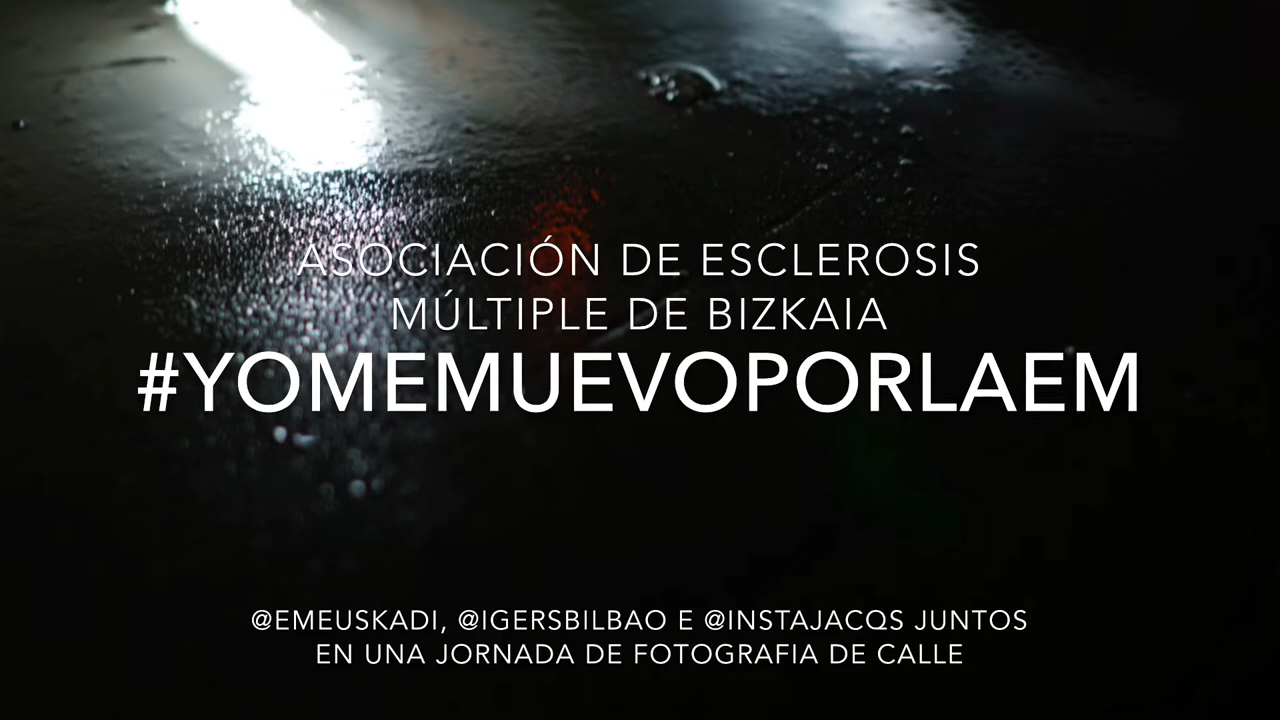 ASOCIACIÓN DE ESCLEROSIS
MÚLTIPLE DE BIZKAIA
#YOMEMUEVOPORLAEM
@EMEUSKADI, @IGERSBILBAO E @INSTAJACQS JUNTOS
EN UNA JORNADA DE FOTOGRAFIA DE CALLE